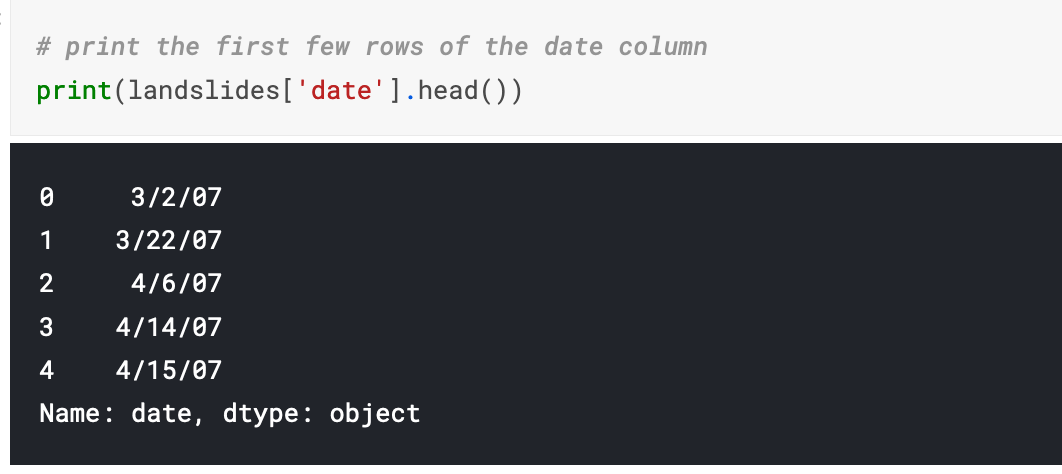 # print the first few rows of the date column
print(landslides['date'].head())
0     3/2/07
1    3/22/07
2     4/6/07
3    4/14/07
4    4/15/07
Name: date, dtype: object